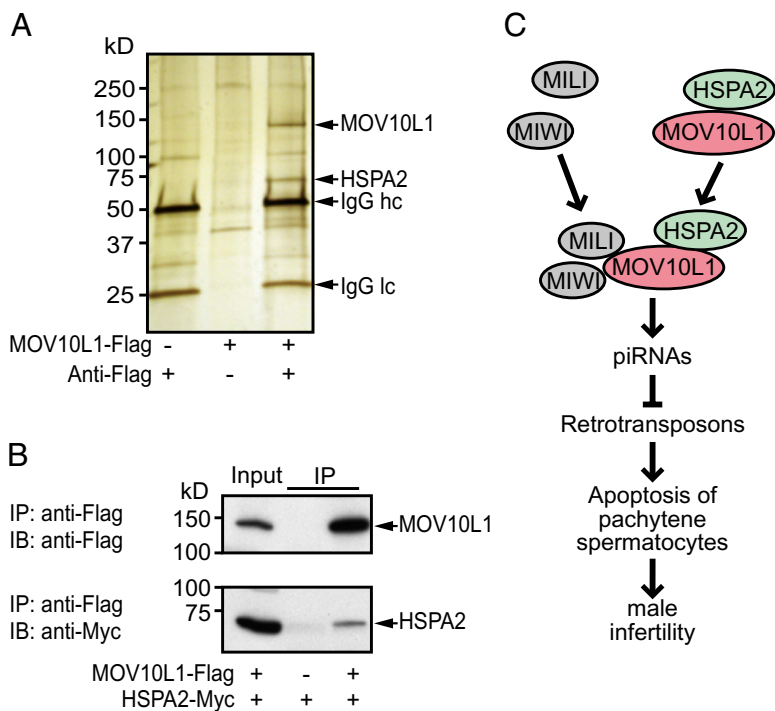 A
kD
250
150
100
75
50
37
25
MOV10L1
HSPA2
IgG hc
IgG lc
MOV10L1-Flag - + +
Anti-Flag + - +
B
Input IP
kD
IP: anti-Flag
IB: anti-Flag
150
100
MOV10L1
IP: anti-Flag
IB: anti-Myc
100
75
HSPA2
MOV10L1-Flag + - +
HSPA2-Myc + + +
C
MILI
MIWI
HSPA2
MOV10L1
MILI
MIWI
HSPA2
MOV10L1
piRNAs
Retrotransposons
Apoptosis of
pachytene
spermatocytes
male
infertility